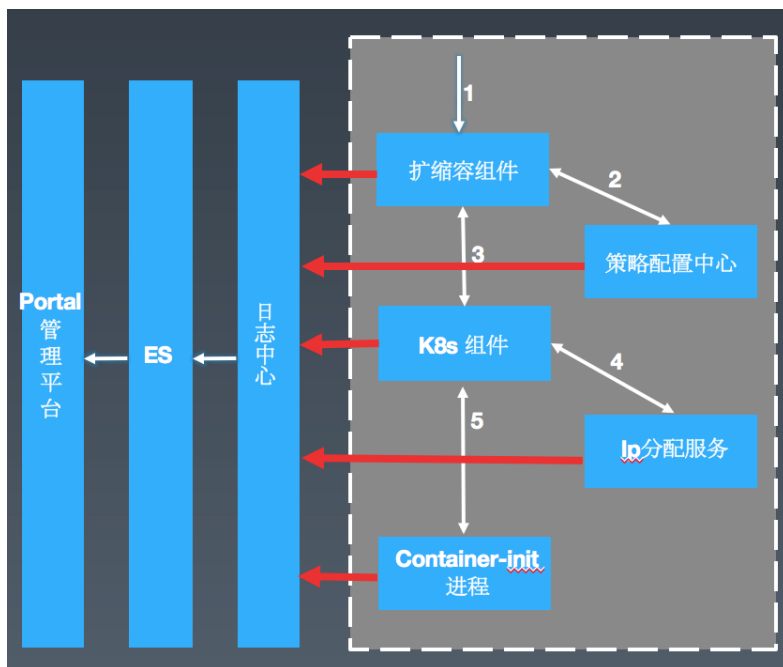 Portal
管
理
平
台
ES
日
志
中
心
1
扩缩容组件
2
策略配置中心
3
K8s 组件
4
Ip分配服务
5
Container-init
进程